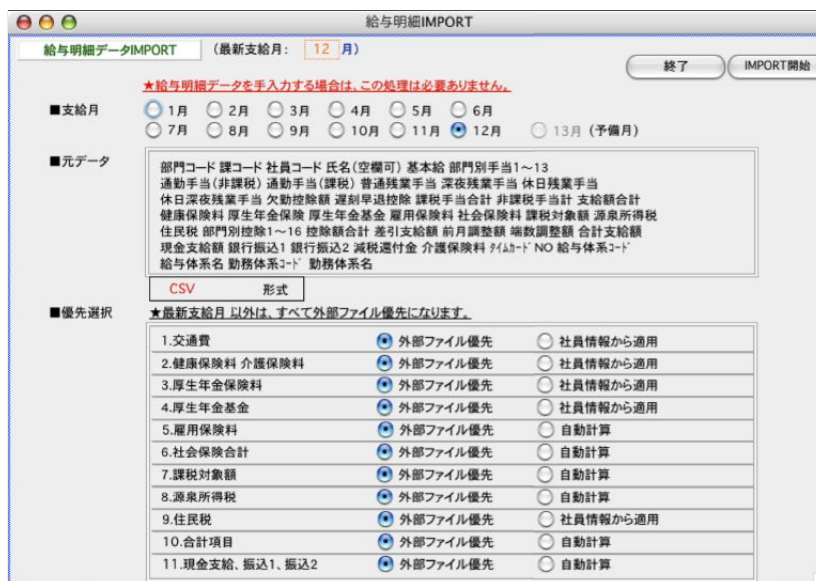 給与明細IMPORT
給与明細データIMPORT (最新支給月: 12 月)
終了 IMPORT開始
★給与明細データを手入力する場合は、この処理は必要ありません。
■支給月 1月 2月 3月 4月 5月 6月
7月 8月 9月 10月 11月 12月 13月 (予備月)
■元データ
部門コード 課コード 社員コード 氏名(空欄可) 基本給 部門別手当1〜13
通勤手当(非課税) 通勤手当(課税) 普通残業手当 深夜残業手当 休日残業手当
休日深夜残業手当 欠勤控除額 遅刻早退控除 課税手当合計 非課税手当計 支給額合計
健康保険料 厚生年金保険 厚生年金基金 雇用保険料 社会保険料 課税対象額 源泉所得税
住民税 部門別控除1〜16 控除額合計 差引支給額 前月調整額 端数調整額 合計支給額
現金支給額 銀行振込1 銀行振込2 減税還付金 介護保険料 ﾀｲﾑｶｰﾄﾞNO 給与体系ｺｰﾄﾞ
給与体系名 勤務体系ｺｰﾄﾞ 勤務体系名
CSV 形式
■優先選択 ★最新支給月 以外は、すべて外部ファイル優先になります。
1.交通費 外部ファイル優先 社員情報から適用
2.健康保険料 介護保険料 外部ファイル優先 社員情報から適用
3.厚生年金保険料 外部ファイル優先 社員情報から適用
4.厚生年金基金 外部ファイル優先 社員情報から適用
5.雇用保険料 外部ファイル優先 自動計算
6.社会保険合計 外部ファイル優先 自動計算
7.課税対象額 外部ファイル優先 自動計算
8.源泉所得税 外部ファイル優先 自動計算
9.住民税 外部ファイル優先 社員情報から適用
10.合計項目 外部ファイル優先 自動計算
11.現金支給、振込1、振込2 外部ファイル優先 自動計算